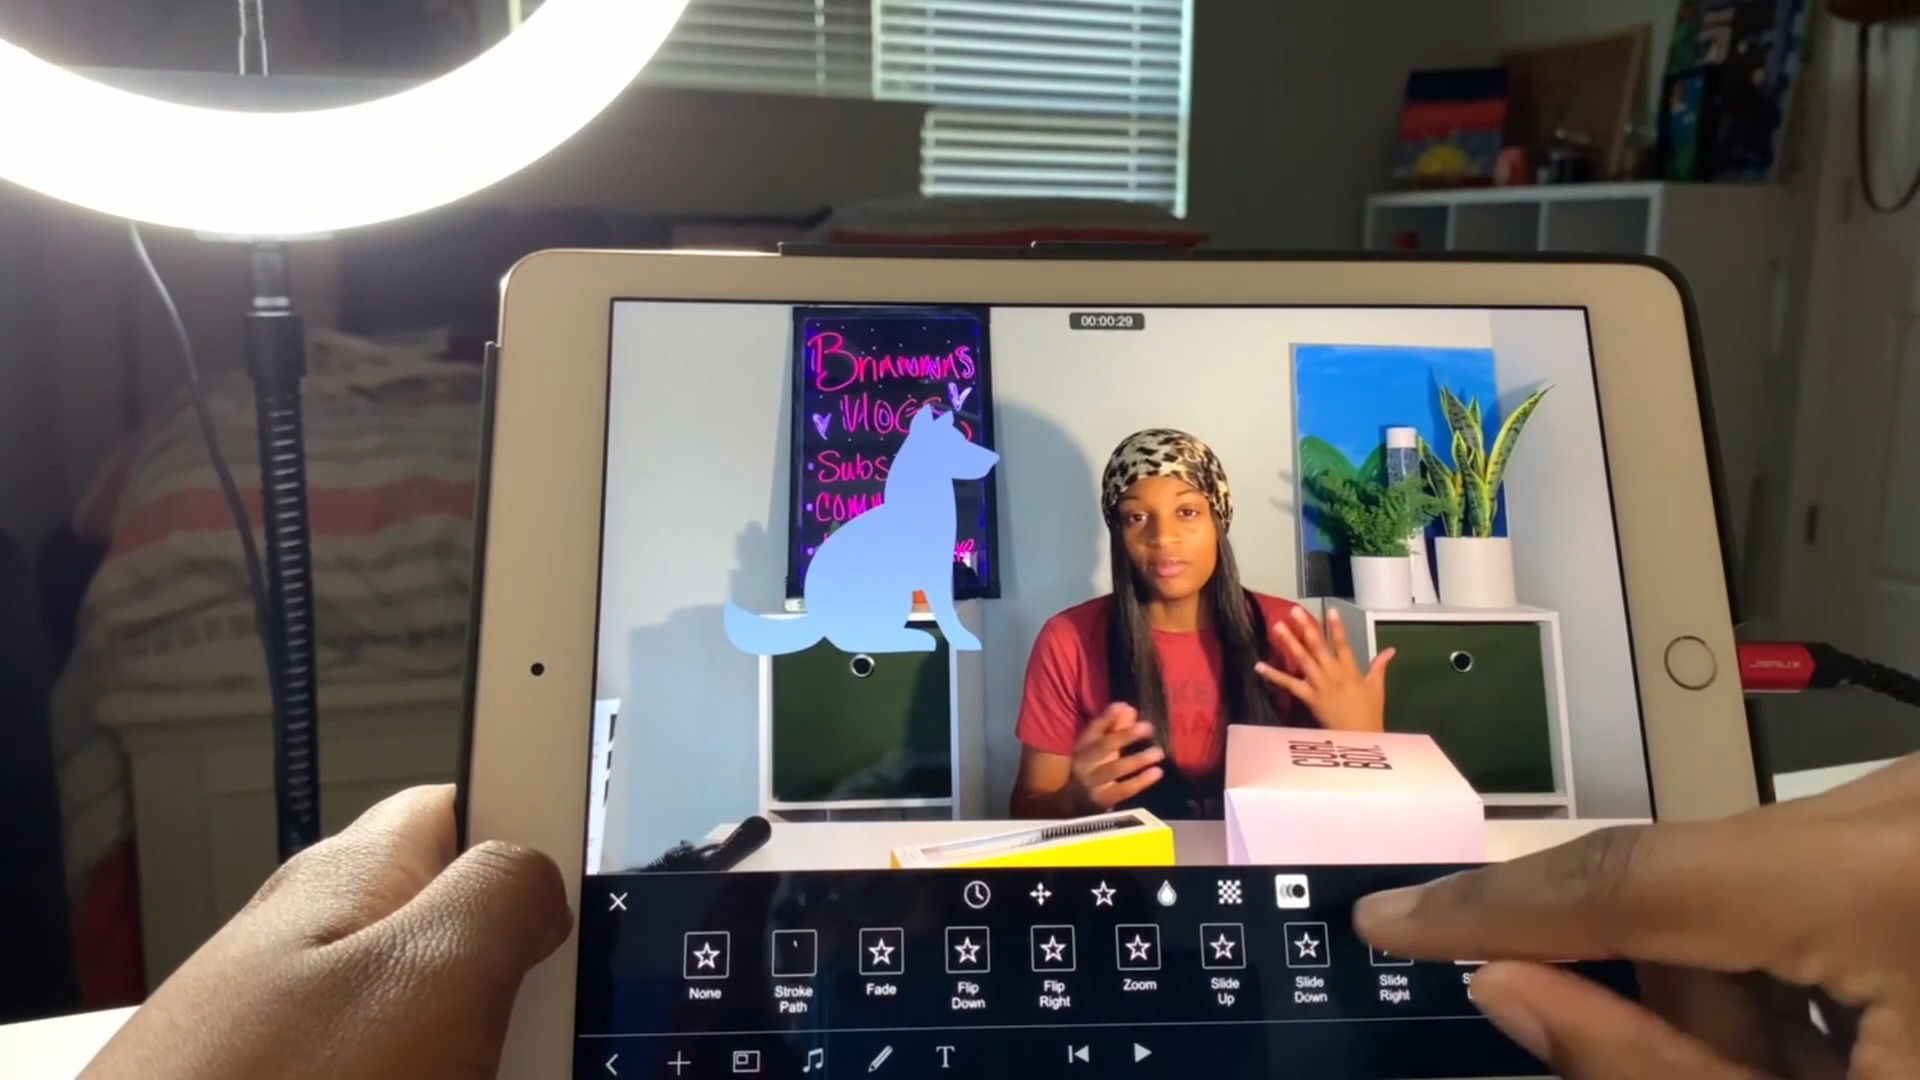 00:00:29
Briannas
Vlogs
Subs
comm
CURL
BOX.
JSAUX
None
Stroke
Path
Fade
Flip
Down
Flip
Right
Zoom
Slide
Up
Slide
Down
Slide
Right
T